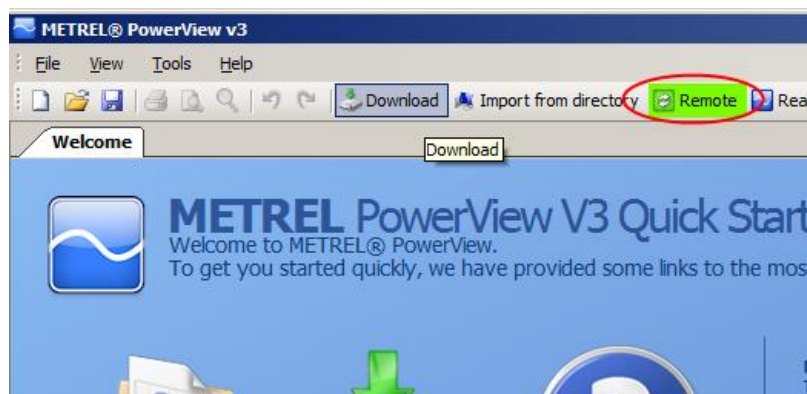 METREL® PowerView v3
File View Tools Help
Download Import from directory Remote Rea
Welcome
Download
METREL PowerView V3 Quick Start
Welcome to METREL® PowerView.
To get you started quickly, we have provided some links to the mos